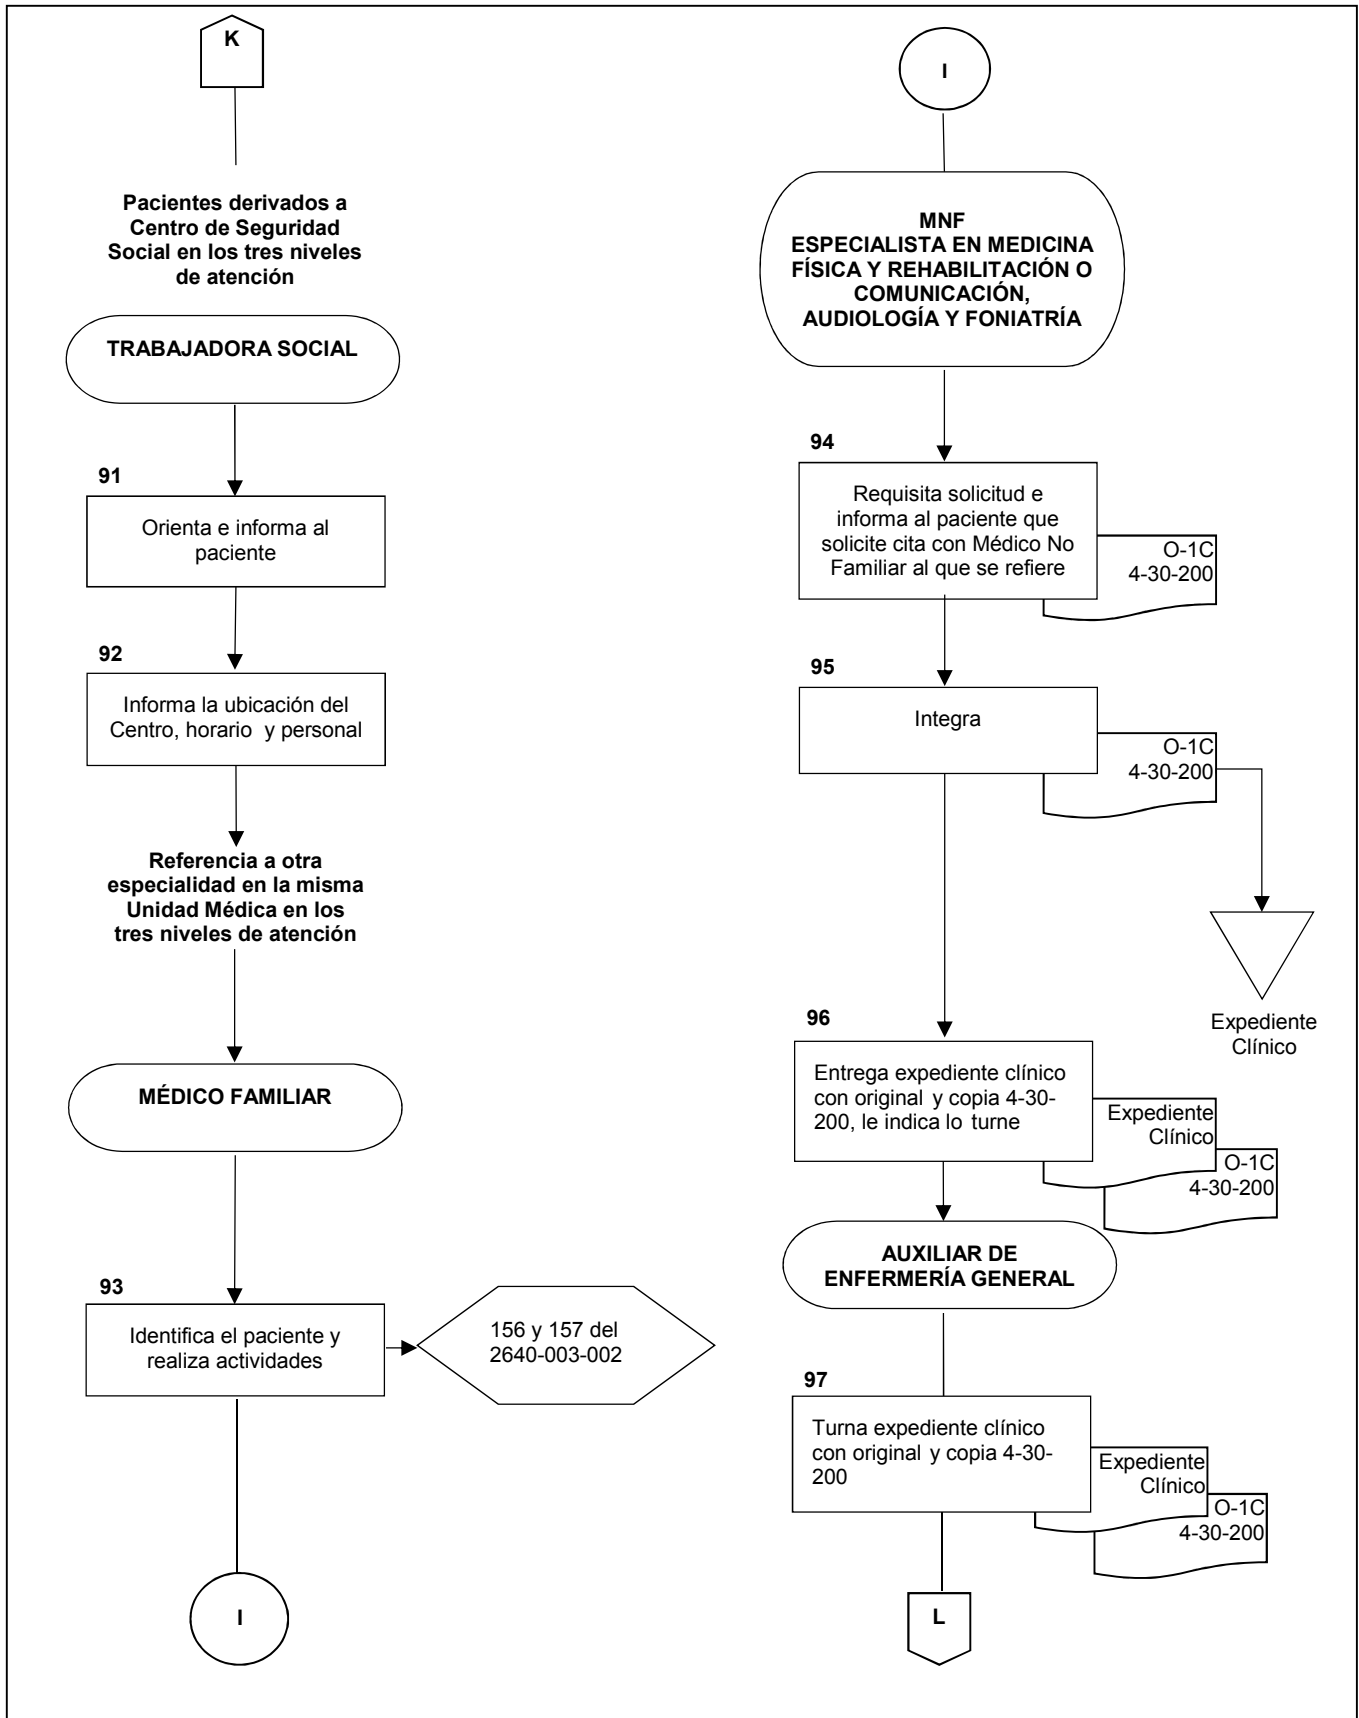 K
Pacientes derivados a
Centro de Seguridad
Social en los tres niveles
de atención
TRABAJADORA SOCIAL
91
Orienta e informa al
paciente
92
Informa la ubicación del
Centro, horario y personal
Referencia a otra
especialidad en la misma
Unidad Médica en los
tres niveles de atención
MÉDICO FAMILIAR
93
Identifica el paciente y
realiza actividades
156 y 157 del
2640-003-002
I
I
MNF
ESPECIALISTA EN MEDICINA
FÍSICA Y REHABILITACIÓN O
COMUNICACIÓN,
AUDIOLOGÍA Y FONIATRÍA
94
Requisita solicitud e
informa al paciente que
solicite cita con Médico No
Familiar al que se refiere
O-1C
4-30-200
95
Integra
O-1C
4-30-200
Expediente
Clínico
96
Entrega expediente clínico
con original y copia 4-30-
200, le indica lo turne
Expediente
Clínico
O-1C
4-30-200
AUXILIAR DE
ENFERMERÍA GENERAL
97
Turna expediente clínico
con original y copia 4-30-
200
Expediente
Clínico
O-1C
4-30-200
L